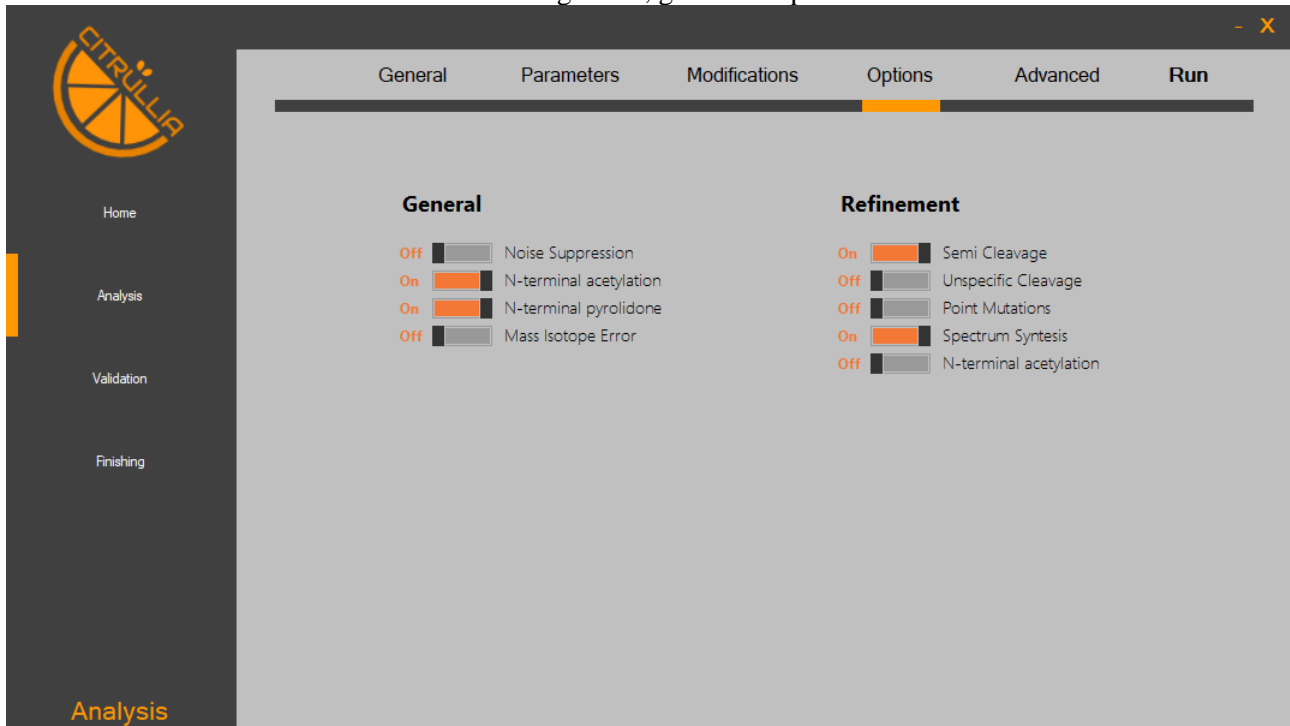 CITRÜLLIA
- X
General Parameters Modifications Options Advanced Run
Home
Analysis
Validation
Finishing
General
Off Noise Suppression
On N-terminal acetylation
On N-terminal pyrolidone
Off Mass Isotope Error
Refinement
On Semi Cleavage
Off Unspecific Cleavage
Off Point Mutations
On Spectrum Syntesis
Off N-terminal acetylation
Analysis